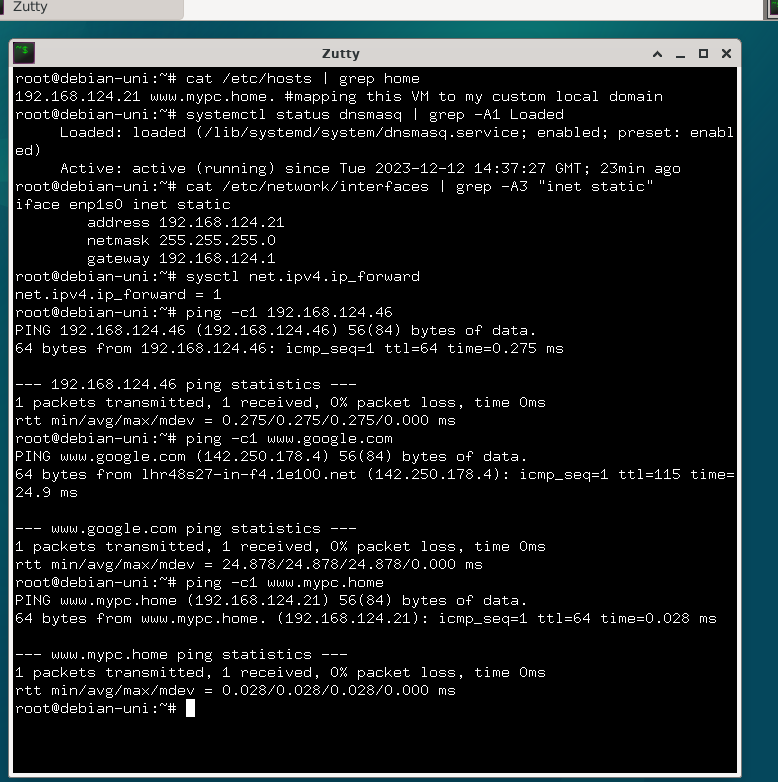 Zutty
Zutty
root@debian-uni:~# cat /etc/hosts | grep home
192.168.124.21 www.mypc.home. #mapping this VM to my custom local domain
root@debian-uni:~# systemctl status dnsmasq | grep -A1 Loaded
     Loaded: loaded (/lib/systemd/system/dnsmasq.service; enabled; preset: enabl
ed)
     Active: active (running) since Tue 2023-12-12 14:37:27 GMT; 23min ago
root@debian-uni:~# cat /etc/network/interfaces | grep -A3 "inet static"
iface enp1s0 inet static
        address 192.168.124.21
        netmask 255.255.255.0
        gateway 192.168.124.1
root@debian-uni:~# sysctl net.ipv4.ip_forward
net.ipv4.ip_forward = 1
root@debian-uni:~# ping -c1 192.168.124.46
PING 192.168.124.46 (192.168.124.46) 56(84) bytes of data.
64 bytes from 192.168.124.46: icmp_seq=1 ttl=64 time=0.275 ms

--- 192.168.124.46 ping statistics ---
1 packets transmitted, 1 received, 0% packet loss, time 0ms
rtt min/avg/max/mdev = 0.275/0.275/0.275/0.000 ms
root@debian-uni:~# ping -c1 www.google.com
PING www.google.com (142.250.178.4) 56(84) bytes of data.
64 bytes from lhr48s27-in-f4.1e100.net (142.250.178.4): icmp_seq=1 ttl=115 time=
24.9 ms

--- www.google.com ping statistics ---
1 packets transmitted, 1 received, 0% packet loss, time 0ms
rtt min/avg/max/mdev = 24.878/24.878/24.878/0.000 ms
root@debian-uni:~# ping -c1 www.mypc.home
PING www.mypc.home (192.168.124.21) 56(84) bytes of data.
64 bytes from www.mypc.home. (192.168.124.21): icmp_seq=1 ttl=64 time=0.028 ms

--- www.mypc.home ping statistics ---
1 packets transmitted, 1 received, 0% packet loss, time 0ms
rtt min/avg/max/mdev = 0.028/0.028/0.028/0.000 ms
root@debian-uni:~#